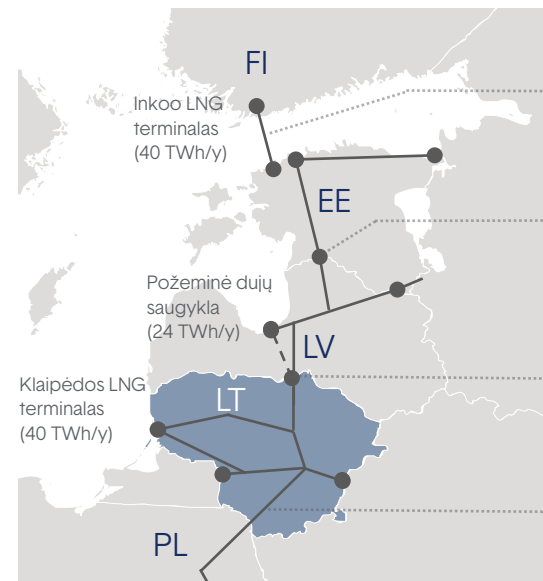 FI
Inkoo LNG
terminalas
(40 TWh/y)
EE
Požeminė dujų
saugykla
(24 TWh/y)
LV
Klaipėdos LNG
terminalas
(40 TWh/y)
LT
PL